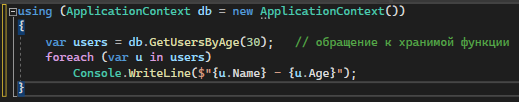 using (ApplicationContext db = new ApplicationContext())
{
    var users = db.GetUsersByAge(30);   // обращение к хранимой функции
    foreach (var u in users)
        Console.WriteLine($"{u.Name} - {u.Age}");
}